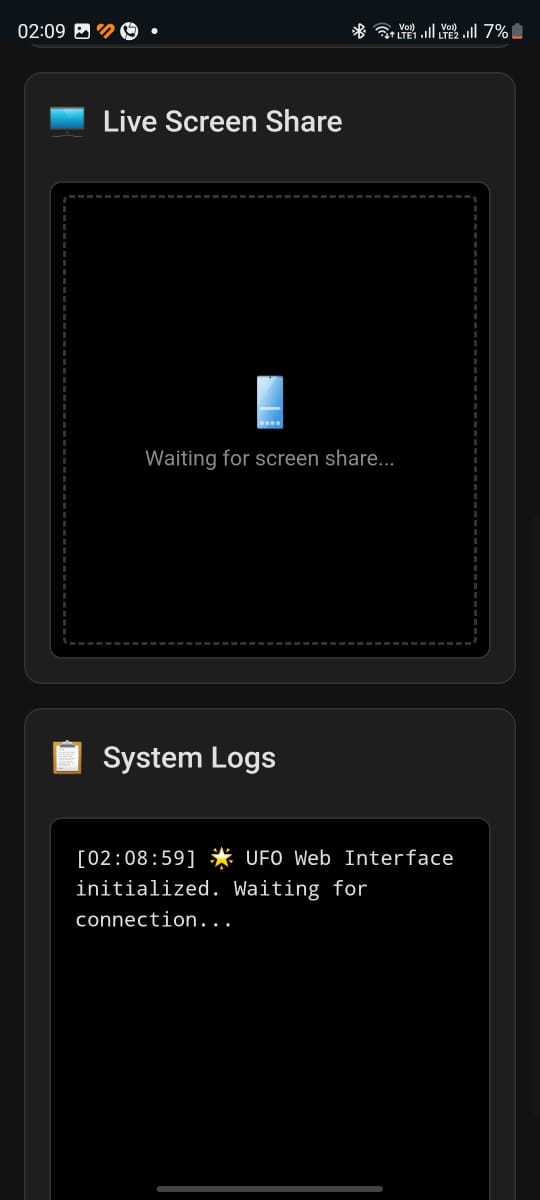 02:09
Vo)) LTE1 Vo)) LTE2 7%
Live Screen Share
Waiting for screen share...
System Logs
[02:08:59] 🌟 UFO Web Interface
initialized. Waiting for
connection...